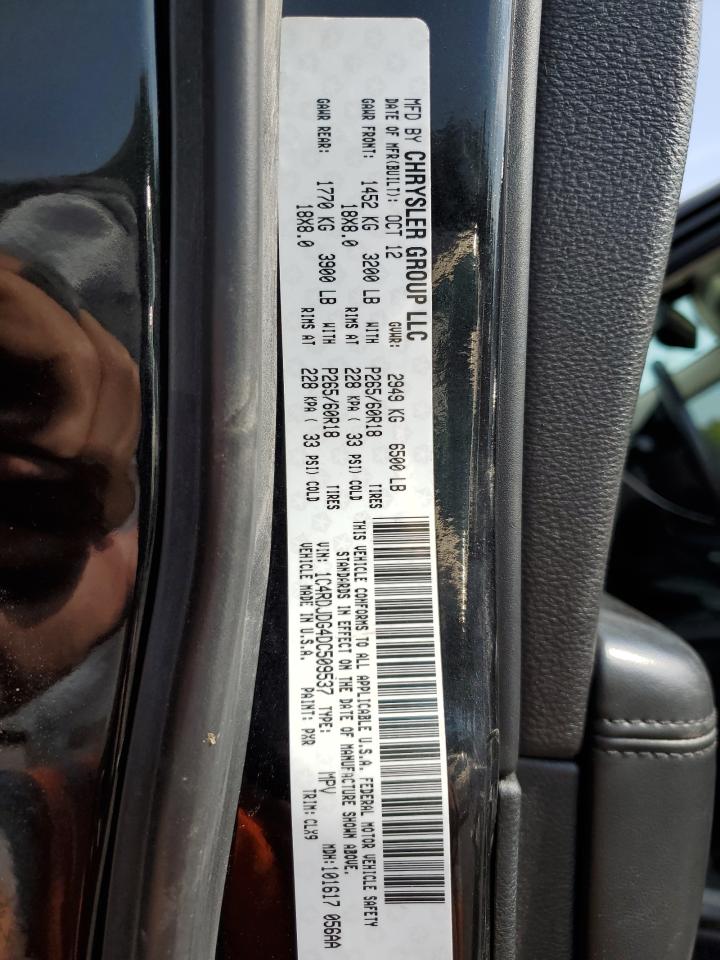 MFD BY CHRYSLER GROUP LLC
DATE OF MFR(BUILT): OCT 12 GVWR: 2949 KG 6500 LB
GAWR FRONT: 1452 KG 3200 LB WITH P265/60R18 TIRES
18X8.0 RIMS AT 228 KPA ( 33 PSI) COLD
GAWR REAR: 1770 KG 3900 LB WITH P265/60R18 TIRES
18X8.0 RIMS AT 228 KPA ( 33 PSI) COLD
THIS VEHICLE CONFORMS TO ALL APPLICABLE U.S.A. FEDERAL MOTOR VEHICLE SAFETY
STANDARDS IN EFFECT ON THE DATE OF MANUFACTURE SHOWN ABOVE.
VIN: 1C4RDJDG4DC509537 TYPE: MPV MDH:101617 056AA
VEHICLE MADE IN U.S.A. PAINT: PXR TRIM:CLX9